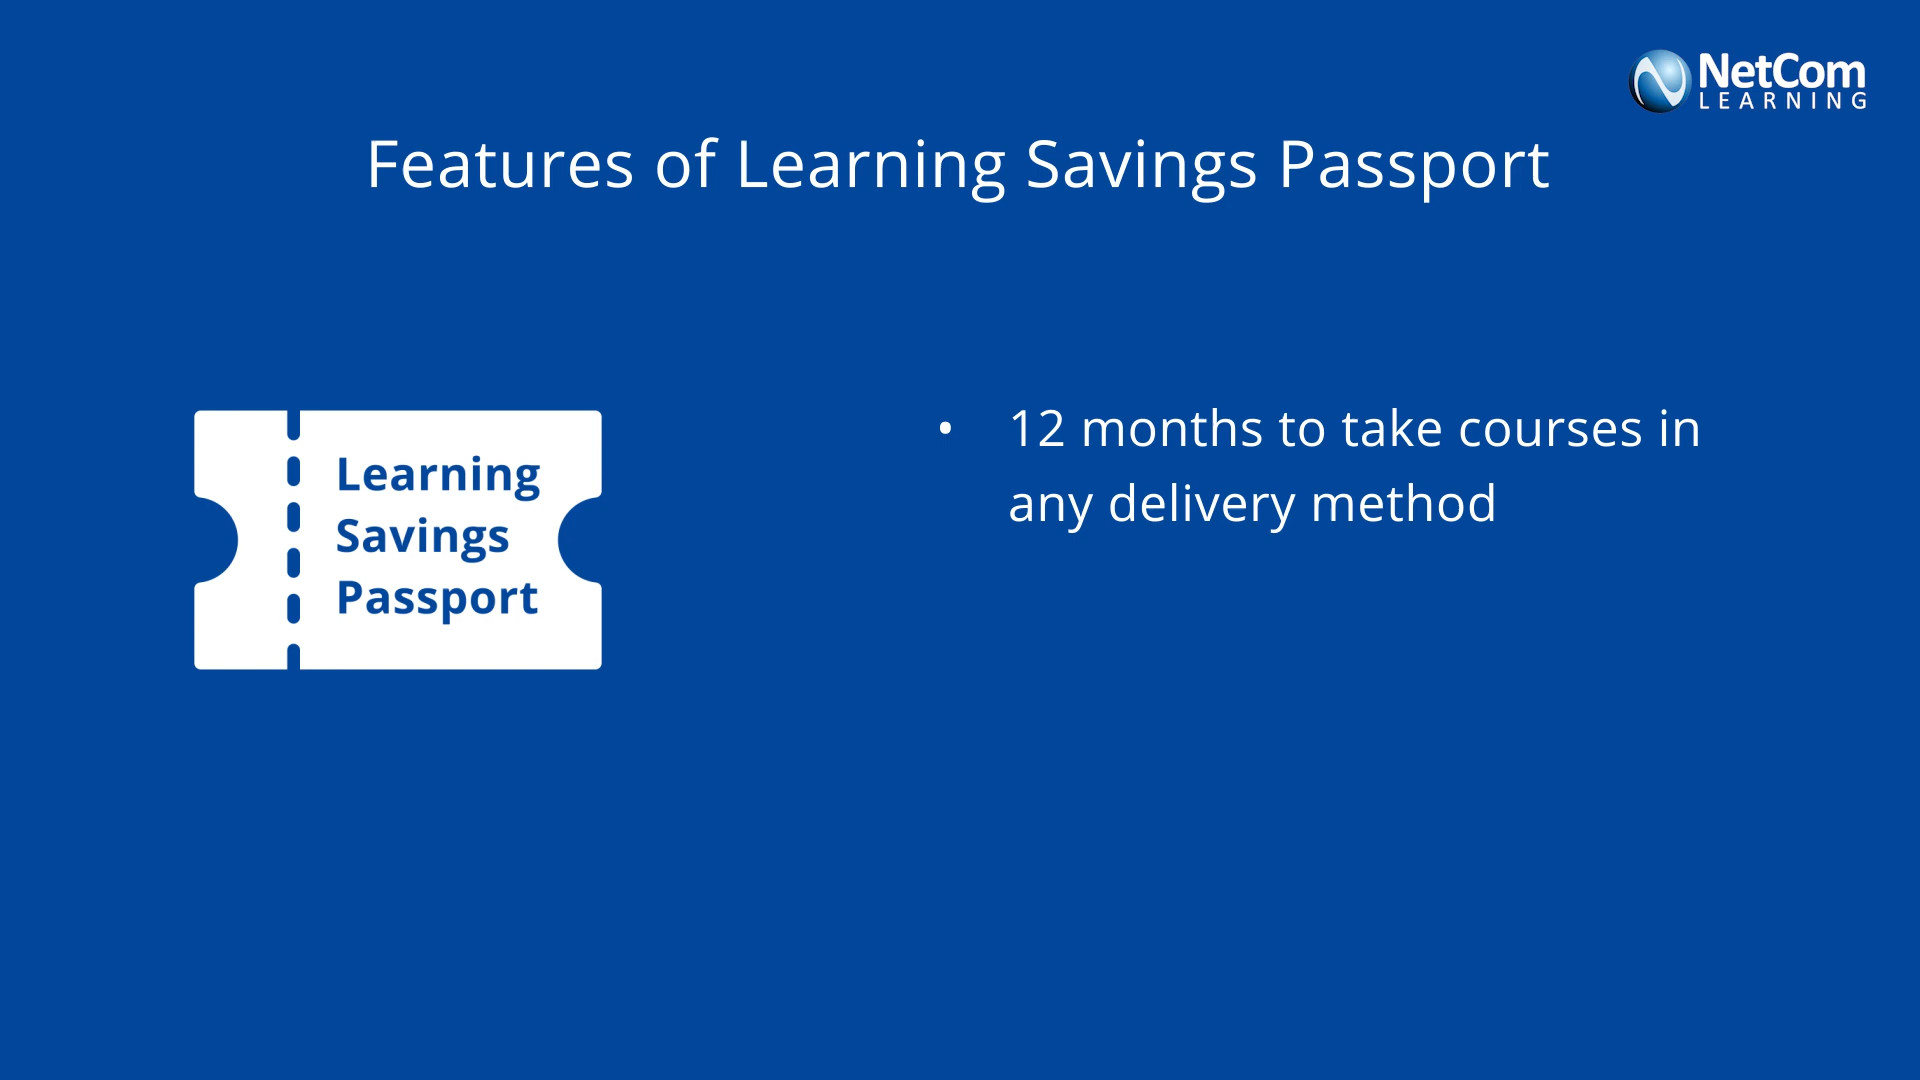 NetCom
LEARNING
Features of Learning Savings Passport
Learning
Savings
Passport
• 12 months to take courses in
any delivery method